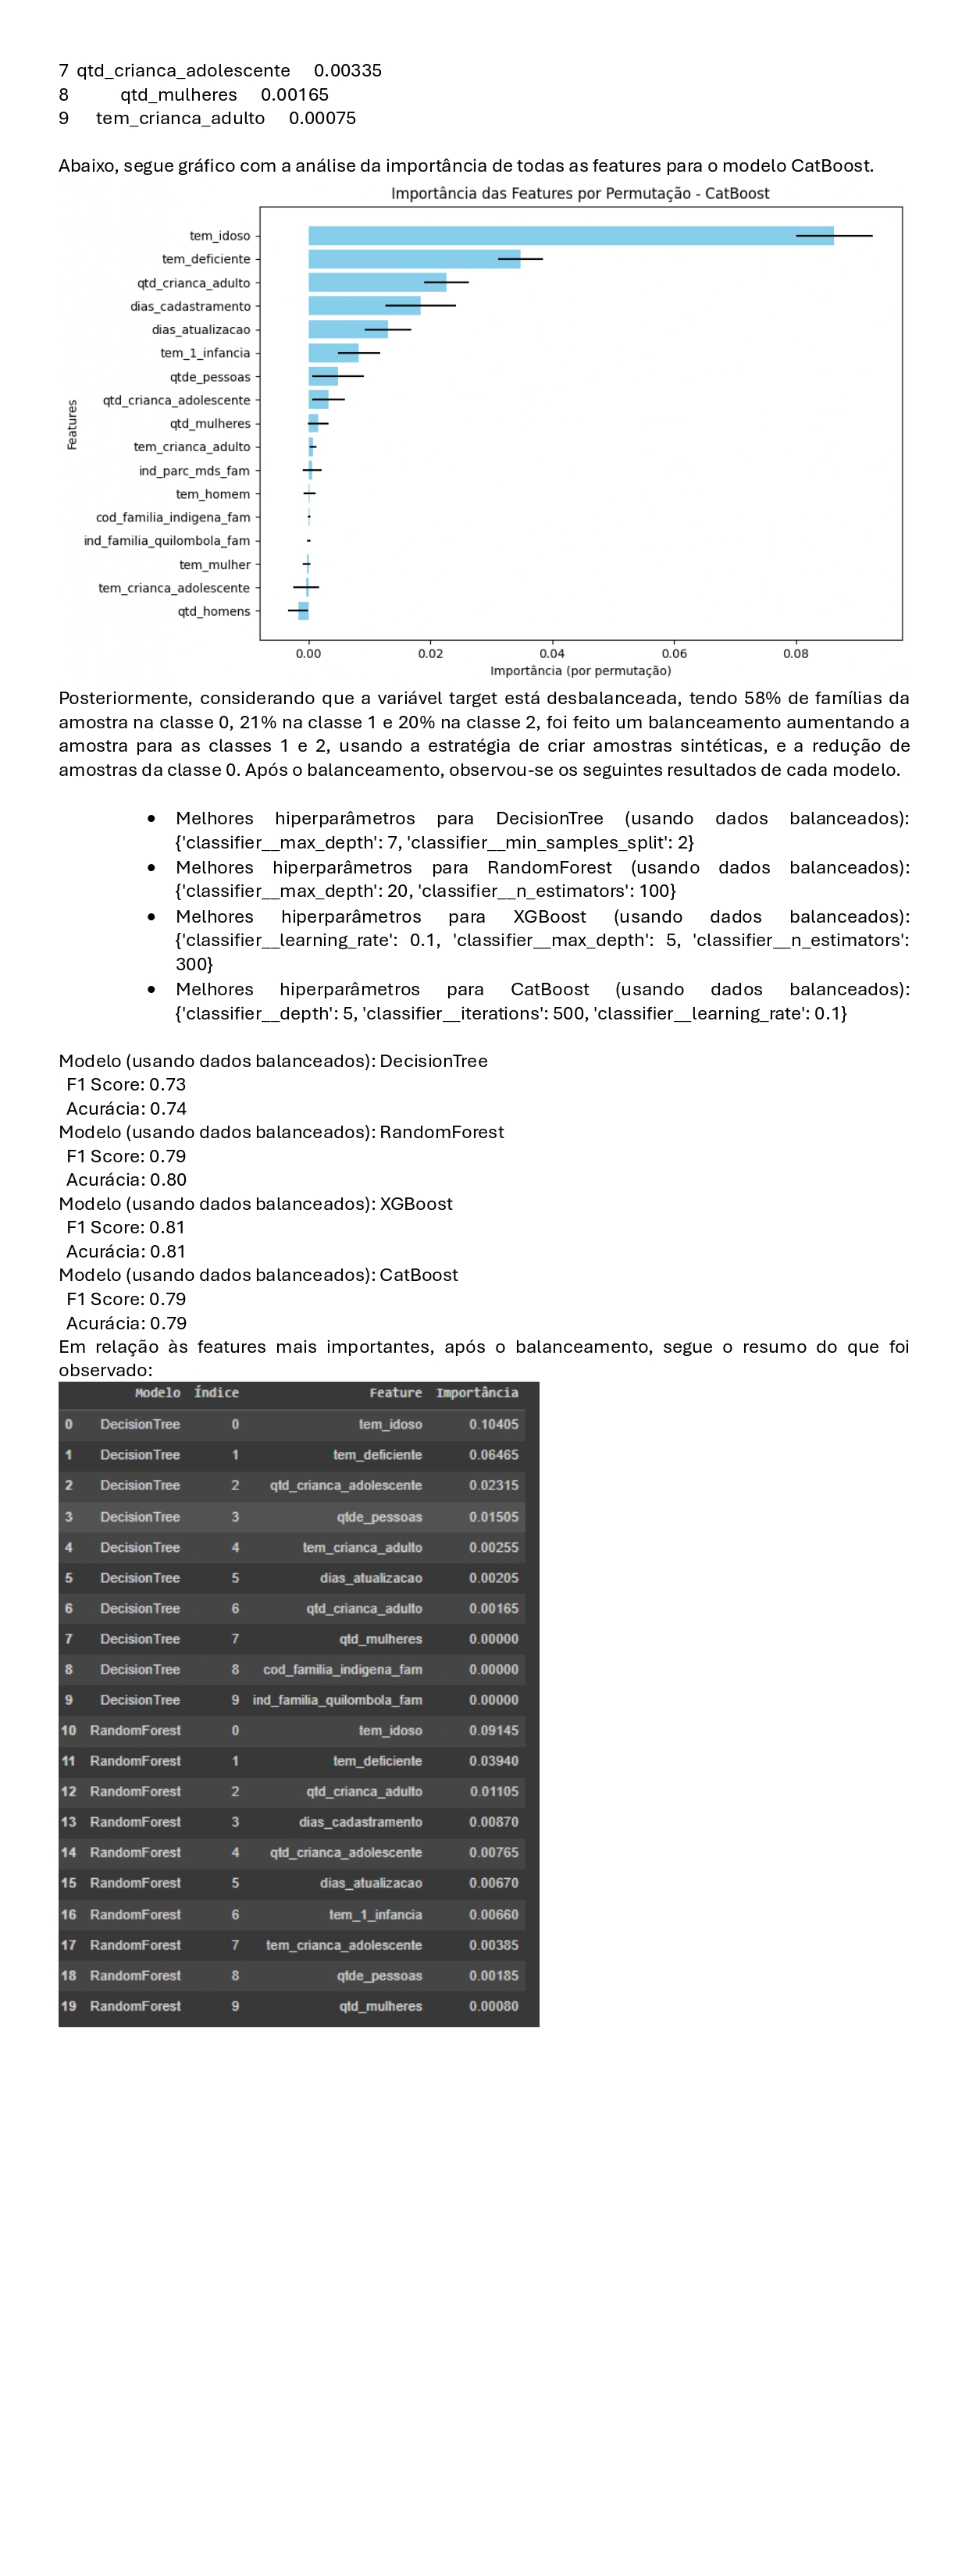 7 qtd_crianca_adolescente 0.00335
8 qtd_mulheres 0.00165
9 tem_crianca_adulto 0.00075
Abaixo, segue gráfico com a análise da importância de todas as features para o modelo CatBoost.
Importância das Features por Permutação - CatBoost
Features
tem_idoso
tem_deficiente
qtd_crianca_adulto
dias_cadastramento
dias_atualizacao
tem_1_infancia
qtde_pessoas
qtd_crianca_adolescente
qtd_mulheres
tem_crianca_adulto
ind_parc_mds_fam
tem_homem
cod_familia_indigena_fam
ind_familia_quilombola_fam
tem_mulher
tem_crianca_adolescente
qtd_homens
0.00 0.02 0.04 0.06 0.08
Importância (por permutação)
Posteriormente, considerando que a variável target está desbalanceada, tendo 58% de famílias da
amostra na classe 0, 21% na classe 1 e 20% na classe 2, foi feito um balanceamento aumentando a
amostra para as classes 1 e 2, usando a estratégia de criar amostras sintéticas, e a redução de
amostras da classe 0. Após o balanceamento, observou-se os seguintes resultados de cada modelo.
• Melhores hiperparâmetros para DecisionTree (usando dados balanceados):
{'classifier__max_depth': 7, 'classifier__min_samples_split': 2}
• Melhores hiperparâmetros para RandomForest (usando dados balanceados):
{'classifier__max_depth': 20, 'classifier__n_estimators': 100}
• Melhores hiperparâmetros para XGBoost (usando dados balanceados):
{'classifier__learning_rate': 0.1, 'classifier__max_depth': 5, 'classifier__n_estimators':
300}
• Melhores hiperparâmetros para CatBoost (usando dados balanceados):
{'classifier__depth': 5, 'classifier__iterations': 500, 'classifier__learning_rate': 0.1}
Modelo (usando dados balanceados): DecisionTree
F1 Score: 0.73
Acurácia: 0.74
Modelo (usando dados balanceados): RandomForest
F1 Score: 0.79
Acurácia: 0.80
Modelo (usando dados balanceados): XGBoost
F1 Score: 0.81
Acurácia: 0.81
Modelo (usando dados balanceados): CatBoost
F1 Score: 0.79
Acurácia: 0.79
Em relação às features mais importantes, após o balanceamento, segue o resumo do que foi
observado:
Modelo Índice Feature Importância
0 DecisionTree 0 tem_idoso 0.10405
1 DecisionTree 1 tem_deficiente 0.06465
2 DecisionTree 2 qtd_crianca_adolescente 0.02315
3 DecisionTree 3 qtde_pessoas 0.01505
4 DecisionTree 4 tem_crianca_adulto 0.00255
5 DecisionTree 5 dias_atualizacao 0.00205
6 DecisionTree 6 qtd_crianca_adulto 0.00165
7 DecisionTree 7 qtd_mulheres 0.00000
8 DecisionTree 8 cod_familia_indigena_fam 0.00000
9 DecisionTree 9 ind_familia_quilombola_fam 0.00000
10 RandomForest 0 tem_idoso 0.09145
11 RandomForest 1 tem_deficiente 0.03940
12 RandomForest 2 qtd_crianca_adulto 0.01105
13 RandomForest 3 dias_cadastramento 0.00870
14 RandomForest 4 qtd_crianca_adolescente 0.00765
15 RandomForest 5 dias_atualizacao 0.00670
16 RandomForest 6 tem_1_infancia 0.00660
17 RandomForest 7 tem_crianca_adolescente 0.00385
18 RandomForest 8 qtde_pessoas 0.00185
19 RandomForest 9 qtd_mulheres 0.00080